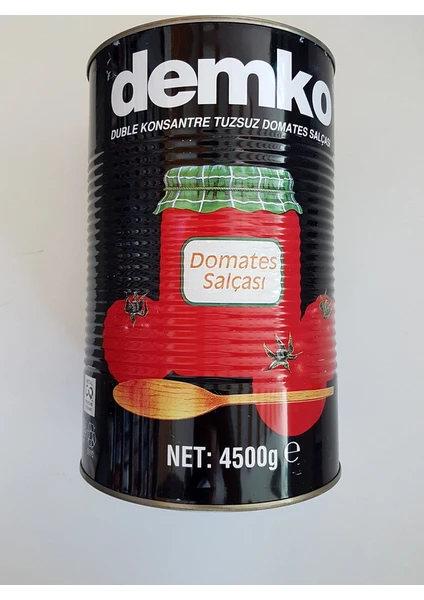 demko
DUBLE KONSANTRE TUZSUZ DOMATES SALÇASI
Domates
Salçası
NET: 4500g e